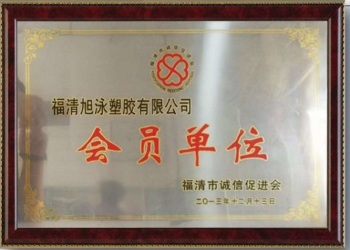 福清旭泳塑胶有限公司
会员单位
福清市诚信促进会
二〇一三年十二月十三日